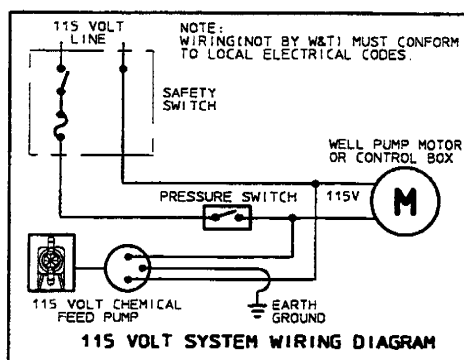 115 VOLT
LINE
NOTE:
WIRING(NOT BY W&T) MUST CONFORM
TO LOCAL ELECTRICAL CODES.
SAFETY
SWITCH
WELL PUMP MOTOR
OR CONTROL BOX
PRESSURE SWITCH
115V
M
115 VOLT CHEMICAL
FEED PUMP
EARTH
GROUND
115 VOLT SYSTEM WIRING DIAGRAM